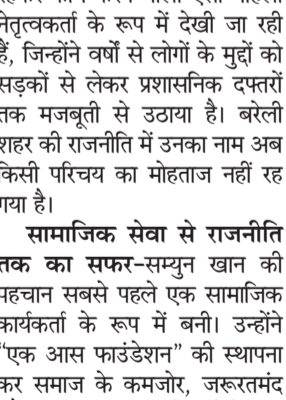 नेतृत्वकर्ता के रूप में देखी जा रही
हैं, जिन्होंने वर्षों से लोगों के मुद्दों को
सड़कों से लेकर प्रशासनिक दफ्तरों
तक मजबूती से उठाया है। बरेली
शहर की राजनीति में उनका नाम अब
किसी परिचय का मोहताज नहीं रह
गया है।
सामाजिक सेवा से राजनीति
तक का सफर-सम्युन खान की
पहचान सबसे पहले एक सामाजिक
कार्यकर्ता के रूप में बनी। उन्होंने
“एक आस फाउंडेशन” की स्थापना
कर समाज के कमजोर, जरूरतमंद